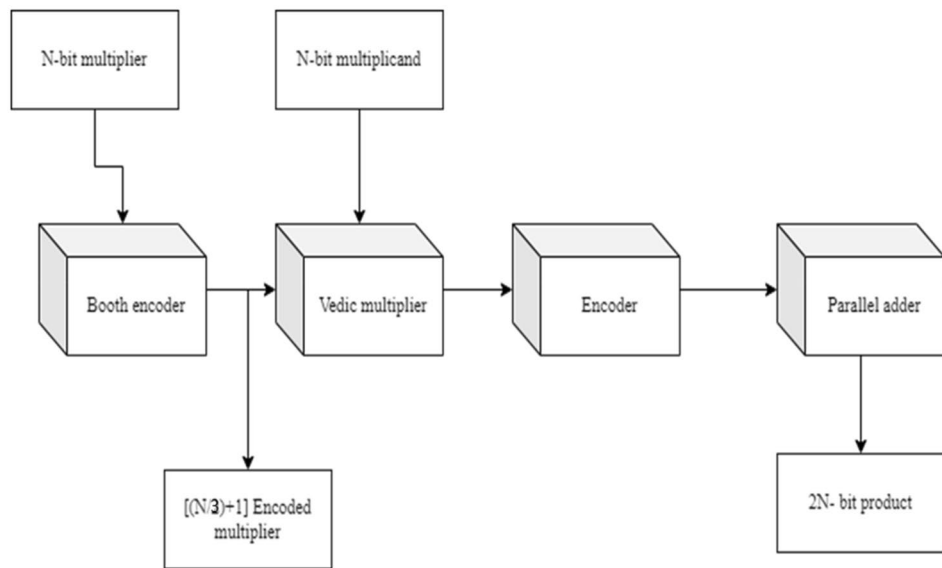 N-bit multiplier
N-bit multiplicand
Booth encoder
Vedic multiplier
Encoder
Parallel adder
[(N/3)+1] Encoded
multiplier
2N- bit product